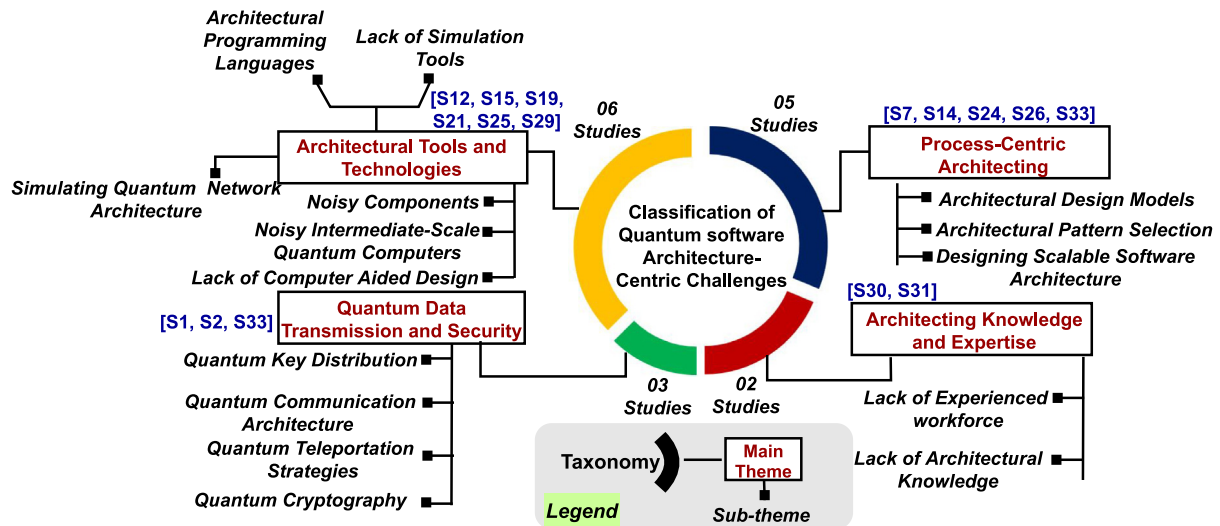 Architectural
Programming
Languages
Lack of Simulation
Tools
[S12, S15, S19,
S21, S25, S29]
Architectural Tools and
Technologies
Simulating Quantum Network
Architecture
Noisy Components
Noisy Intermediate-Scale
Quantum Computers
Lack of Computer Aided Design
06
Studies
05
Studies
[S7, S14, S24, S26, S33]
Process-Centric
Architecting
Architectural Design Models
Architectural Pattern Selection
Designing Scalable Software
Architecture
Classification of
Quantum software
Architecture-
Centric Challenges
[S1, S2, S33]
Quantum Data
Transmission and Security
Quantum Key Distribution
Quantum Communication
Architecture
Quantum Teleportation
Strategies
Quantum Cryptography
03
Studies
02
Studies
[S30, S31]
Architecting Knowledge
and Expertise
Lack of Experienced
workforce
Lack of Architectural
Knowledge
Taxonomy
Main
Theme
Legend
Sub-theme